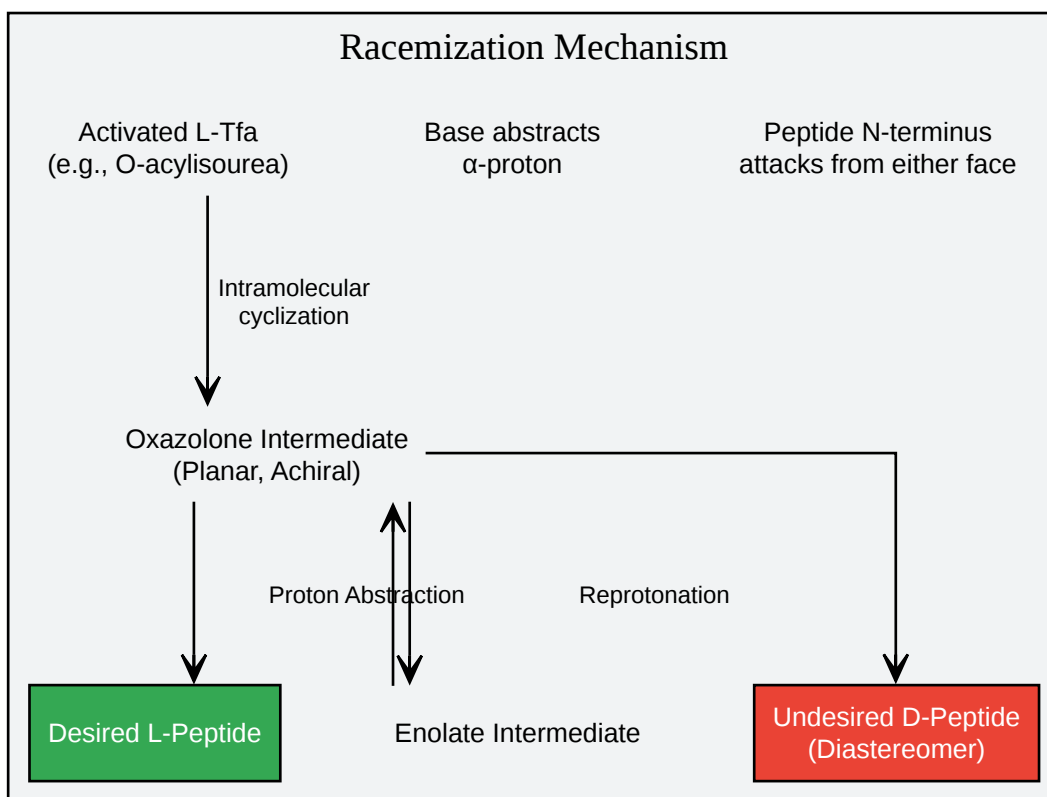 Racemization Mechanism
Activated L-Tfa
(e.g., O-acylisourea)
Base abstracts
α-proton
Peptide N-terminus
attacks from either face
Intramolecular
cyclization
Oxazolone Intermediate
(Planar, Achiral)
Proton Abstraction
Reprotonation
Desired L-Peptide
Enolate Intermediate
Undesired D-Peptide
(Diastereomer)